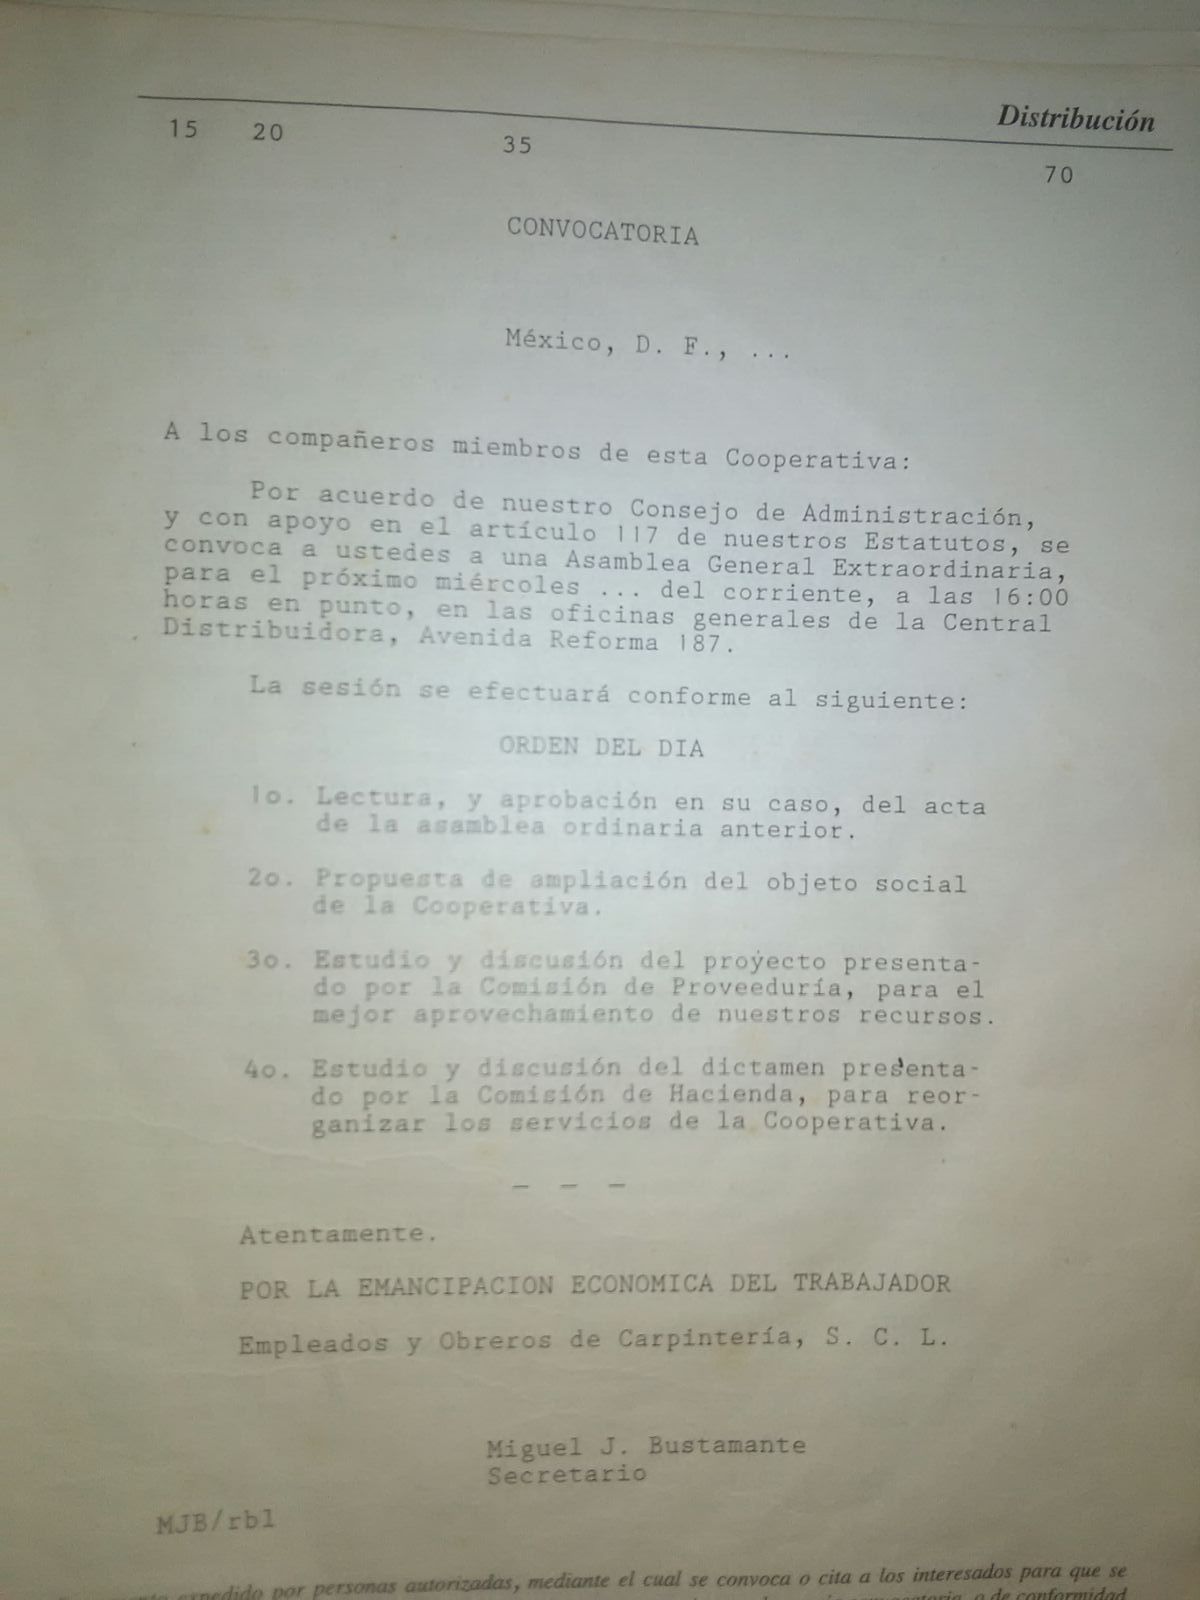 Distribución
15 20 35 70
CONVOCATORIA
México, D. F., ...
A los compañeros miembros de esta Cooperativa:
Por acuerdo de nuestro Consejo de Administración,
y con apoyo en el artículo 117 de nuestros Estatutos, se
convoca a ustedes a una Asamblea General Extraordinaria,
para el próximo miércoles ... del corriente, a las 16:00
horas en punto, en las oficinas generales de la Central
Distribuidora, Avenida Reforma 187.
La sesión se efectuará conforme al siguiente:
ORDEN DEL DIA
1o. Lectura, y aprobación en su caso, del acta
de la asamblea ordinaria anterior.
2o. Propuesta de ampliación del objeto social
de la Cooperativa.
3o. Estudio y discusión del proyecto presenta-
do por la Comisión de Proveeduría, para el
mejor aprovechamiento de nuestros recursos.
4o. Estudio y discusión del dictamen presenta-
do por la Comisión de Hacienda, para reor-
ganizar los servicios de la Cooperativa.
– – –
Atentamente.
POR LA EMANCIPACION ECONOMICA DEL TRABAJADOR
Empleados y Obreros de Carpintería, S. C. L.
Miguel J. Bustamante
Secretario
MJB/rbl
expedido por personas autorizadas, mediante el cual se convoca o cita a los interesados para que se
o de conformidad